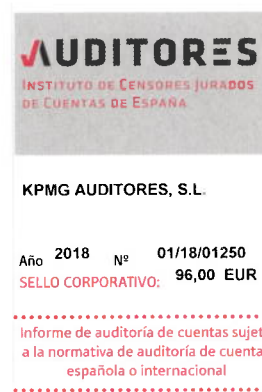 AUDITORES
INSTITUTO DE CENSORES JURADOS
DE CUENTAS DE ESPAÑA
KPMG AUDITORES, S.L.
Año 2018 Nº 01/18/01250
SELLO CORPORATIVO: 96,00 EUR
Informe de auditoría de cuentas sujet
a la normativa de auditoría de cuenta
española o internacional